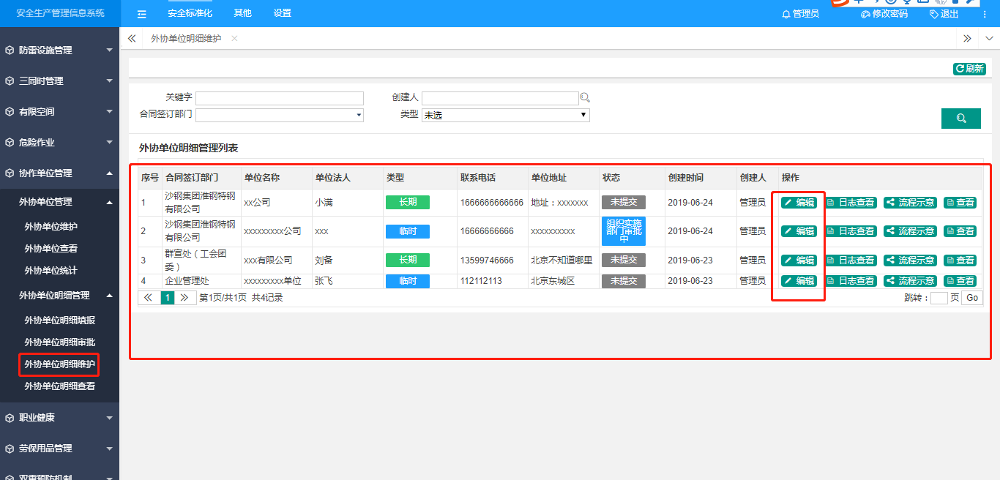 安全生产管理信息系统
安全标准化 其他 设置
管理员 修改密码 退出
外协单位明细维护
防雷设施管理
三同时管理
有限空间
危险作业
协作单位管理
外协单位管理
外协单位维护
外协单位查看
外协单位统计
外协单位明细管理
外协单位明细填报
外协单位明细审批
外协单位明细维护
外协单位明细查看
职业健康
劳保用品管理
双重预防机制
刷新
关键字 创建人
合同签订部门 类型 未选
外协单位明细管理列表
序号 合同签订部门 单位名称 单位法人 类型 联系电话 单位地址 状态 创建时间 创建人 操作
1 沙钢集团淮钢特钢有限公司 xx公司 小满 长期 1666666666666 地址：xxxxxxx 未提交 2019-06-24 管理员 编辑 日志查看 流程示意 查看
2 沙钢集团淮钢特钢有限公司 xxxxxxxxx公司 xxx 临时 16666666666 xxxxxxxxxx 组织实施部门审批中 2019-06-24 管理员 编辑 日志查看 流程示意 查看
3 群宣处（工会团委） xxx有限公司 刘备 长期 13599746666 北京不知道哪里 未提交 2019-06-23 管理员 编辑 日志查看 流程示意 查看
4 企业管理处 xxxxxxxxx单位 张飞 临时 112112113 北京东城区 未提交 2019-06-23 管理员 编辑 日志查看 流程示意 查看
1 第1页/共1页 共4记录 跳转： 页 Go